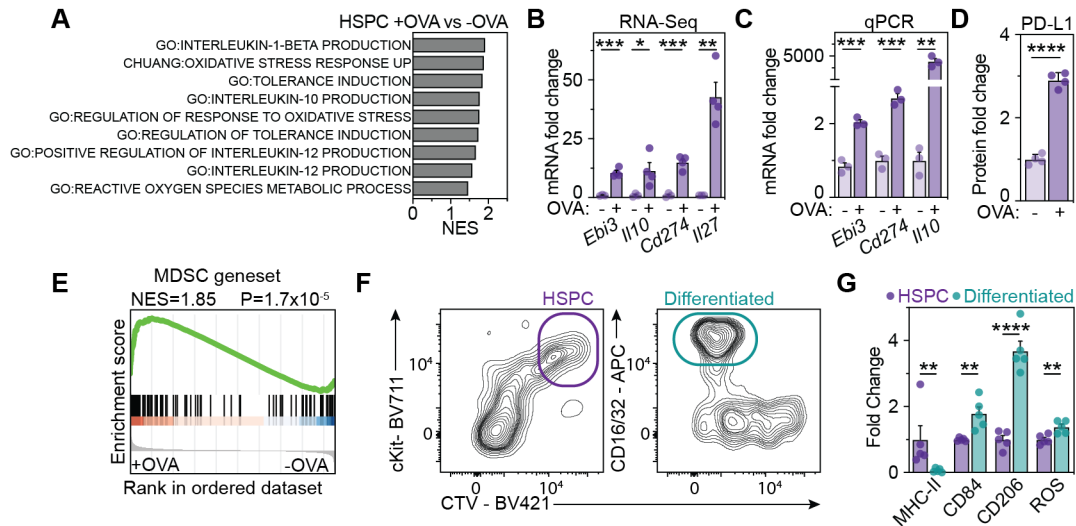 A
HSPC +OVA vs -OVA
GO:INTERLEUKIN-1-BETA PRODUCTION
CHUANG:OXIDATIVE STRESS RESPONSE UP
GO:TOLERANCE INDUCTION
GO:INTERLEUKIN-10 PRODUCTION
GO:REGULATION OF RESPONSE TO OXIDATIVE STRESS
GO:REGULATION OF TOLERANCE INDUCTION
GO:POSITIVE REGULATION OF INTERLEUKIN-12 PRODUCTION
GO:INTERLEUKIN-12 PRODUCTION
GO:REACTIVE OXYGEN SPECIES METABOLIC PROCESS
0 1 2
NES
B
RNA-Seq
*** * *** **
mRNA fold change
50
25
0
OVA: - + - + - + - +
Ebi3 Il10 Cd274 Il27
C
qPCR
*** *** **
mRNA fold change
5000
2
0
OVA: - + - + - +
Ebi3 Cd274 Il10
D
PD-L1
****
Protein fold chage
4
2
0
OVA: - +
E
MDSC geneset
NES=1.85 P=1.7x10-5
Enrichment score
+OVA -OVA
Rank in ordered dataset
F
HSPC
cKit- BV711
10⁴
0
0 10⁴
CTV - BV421
Differentiated
CD16/32 - APC
10⁴
0
0 10⁴
G
HSPC Differentiated
** ** **** **
Fold Change
4
2
0
MHC-II CD84 CD206 ROS